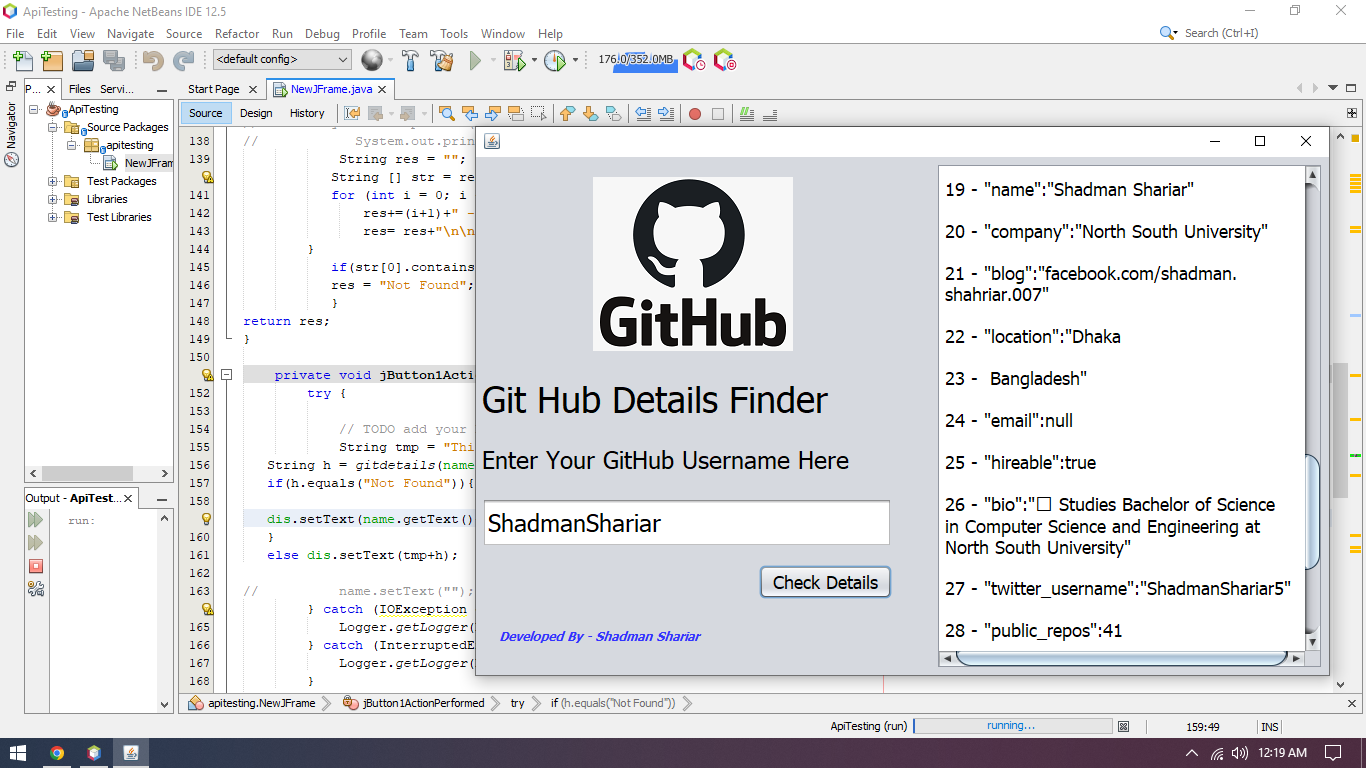 ApiTesting - Apache NetBeans IDE 12.5
File Edit View Navigate Source Refactor Run Debug Profile Team Tools Window Help
Search (Ctrl+I)
<default config>
176.0/352.0MB
P... Files Servi...
Start Page NewJFrame.java
Source Design History
Navigator
ApiTesting
Source Packages
apitesting
NewJFram
Test Packages
Libraries
Test Libraries
Output - ApiTest...
run:
138 // System.out.prin
139 String res = "";
String [] str = re
141 for (int i = 0; i
142 res+=(i+1)+" -
143 res= res+"\n\n
144 }
145 if(str[0].contains
146 res = "Not Found";
147 }
148 return res;
149 }
150
private void jButton1Acti
152 try {
153
154 // TODO add your
155 String tmp = "Thi
156 String h = gitdetails(name
157 if(h.equals("Not Found")){
158
dis.setText(name.getText()
160 }
161 else dis.setText(tmp+h);
162
163 // name.setText("");
} catch (IOException
165 Logger.getLogger(
166 } catch (InterruptedE
167 Logger.getLogger(
168 }
GitHub
Git Hub Details Finder
Enter Your GitHub Username Here
ShadmanShariar
Check Details
Developed By - Shadman Shariar
19 - "name":"Shadman Shariar"
20 - "company":"North South University"
21 - "blog":"facebook.com/shadman.
shahriar.007"
22 - "location":"Dhaka
23 -  Bangladesh"
24 - "email":null
25 - "hireable":true
26 - "bio":"□ Studies Bachelor of Science
in Computer Science and Engineering at
North South University"
27 - "twitter_username":"ShadmanShariar5"
28 - "public_repos":41
apitesting.NewJFrame jButton1ActionPerformed try if (h.equals("Not Found"))
ApiTesting (run) running... 159:49 INS
12:19 AM